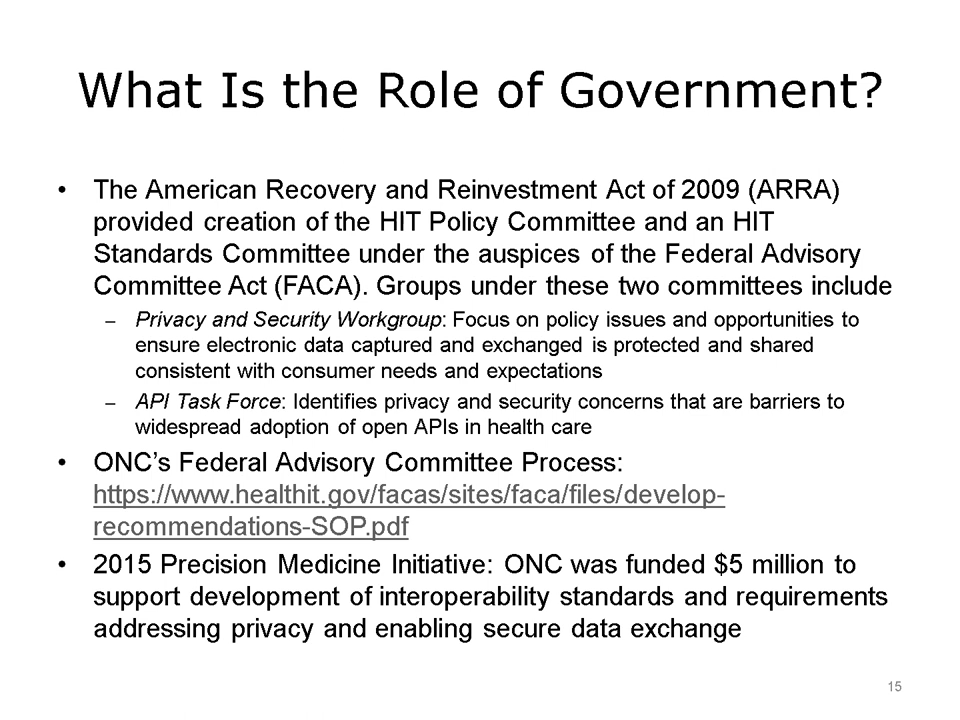 What Is the Role of Government?
• The American Recovery and Reinvestment Act of 2009 (ARRA)
provided creation of the HIT Policy Committee and an HIT
Standards Committee under the auspices of the Federal Advisory
Committee Act (FACA). Groups under these two committees include
– Privacy and Security Workgroup: Focus on policy issues and opportunities to
ensure electronic data captured and exchanged is protected and shared
consistent with consumer needs and expectations
– API Task Force: Identifies privacy and security concerns that are barriers to
widespread adoption of open APIs in health care
• ONC’s Federal Advisory Committee Process:
https://www.healthit.gov/facas/sites/faca/files/develop-
recommendations-SOP.pdf
• 2015 Precision Medicine Initiative: ONC was funded $5 million to
support development of interoperability standards and requirements
addressing privacy and enabling secure data exchange
15